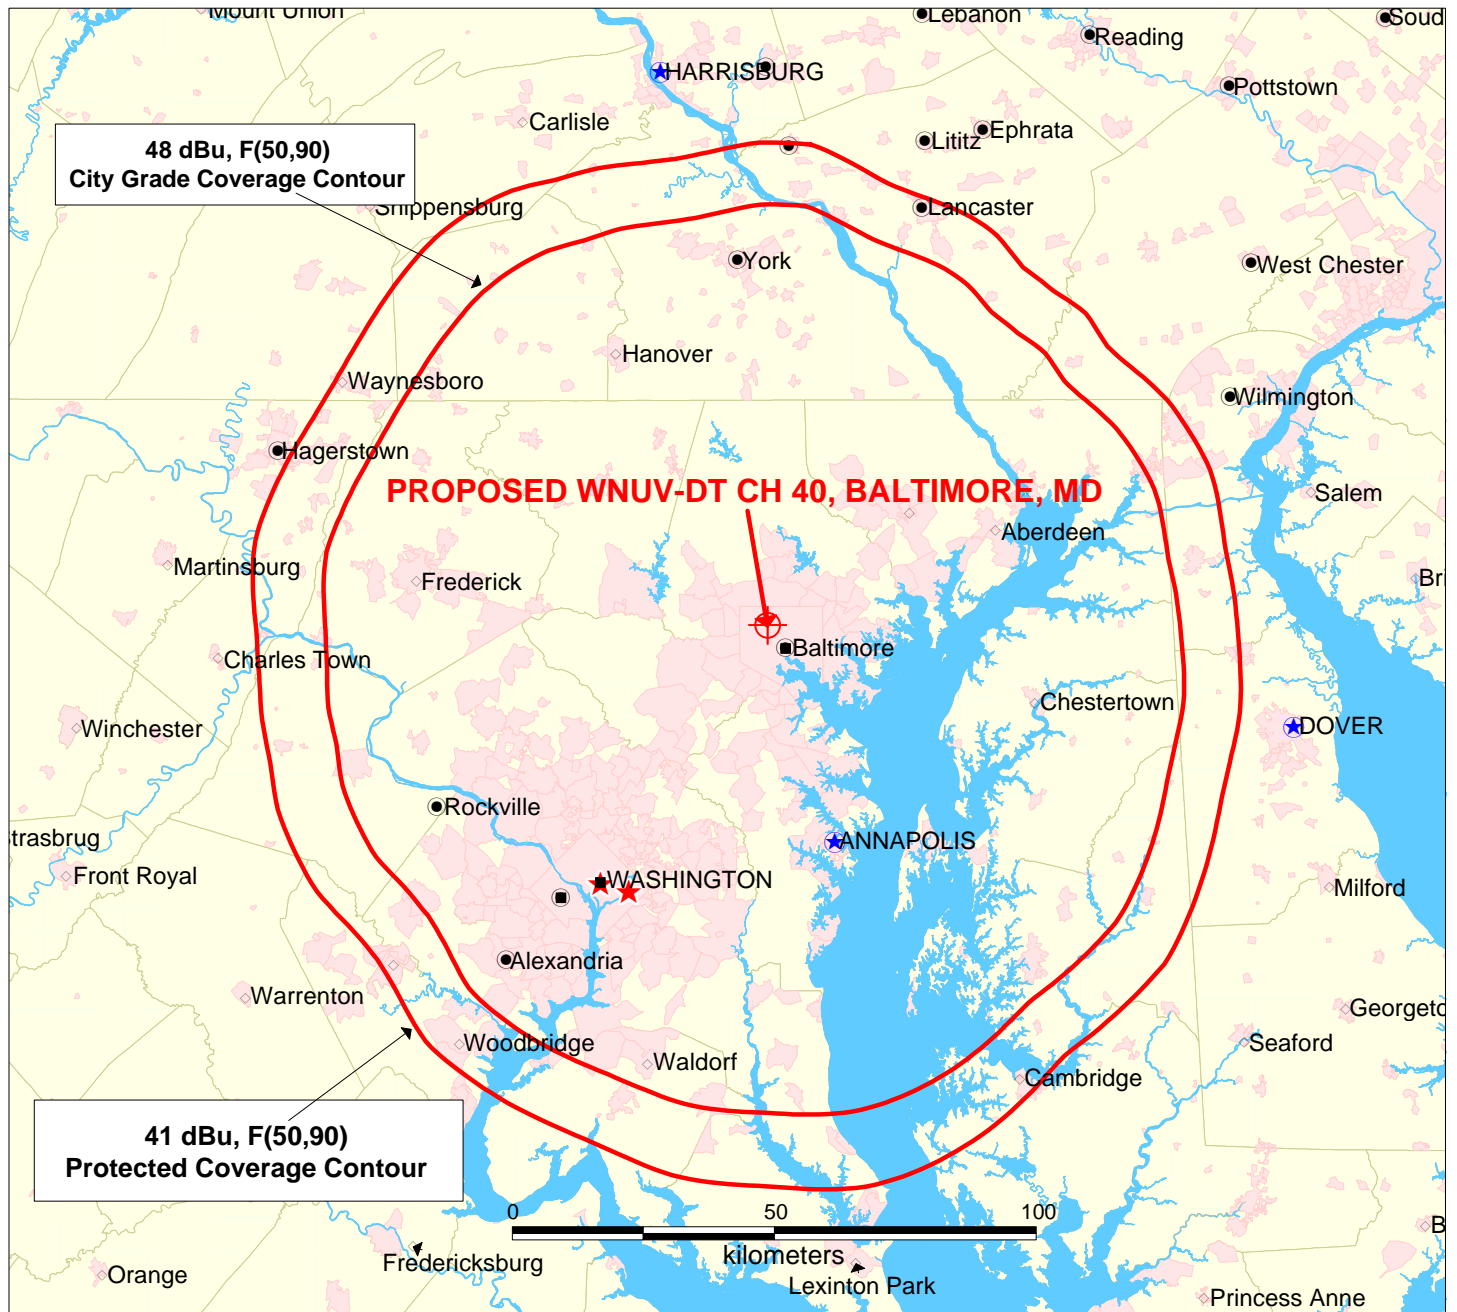 Mount Union
Lebanon
Soud
Reading
HARRISBURG
Pottstown
Carlisle
Ephrata
Lititz
48 dBu, F(50,90)
City Grade Coverage Contour
Shippensburg
Lancaster
York
West Chester
Hanover
Waynesboro
Wilmington
Hagerstown
PROPOSED WNUV-DT CH 40, BALTIMORE, MD
Salem
Aberdeen
Martinsburg
Frederick
Bri
Baltimore
Charles Town
Chestertown
Winchester
DOVER
Rockville
Strasbrug
ANNAPOLIS
Front Royal
WASHINGTON
Milford
Alexandria
Warrenton
Georgeto
Woodbridge
Seaford
Waldorf
Cambridge
41 dBu, F(50,90)
Protected Coverage Contour
0 50 100
kilometers
B
Fredericksburg
Orange
Lexinton Park
Princess Anne